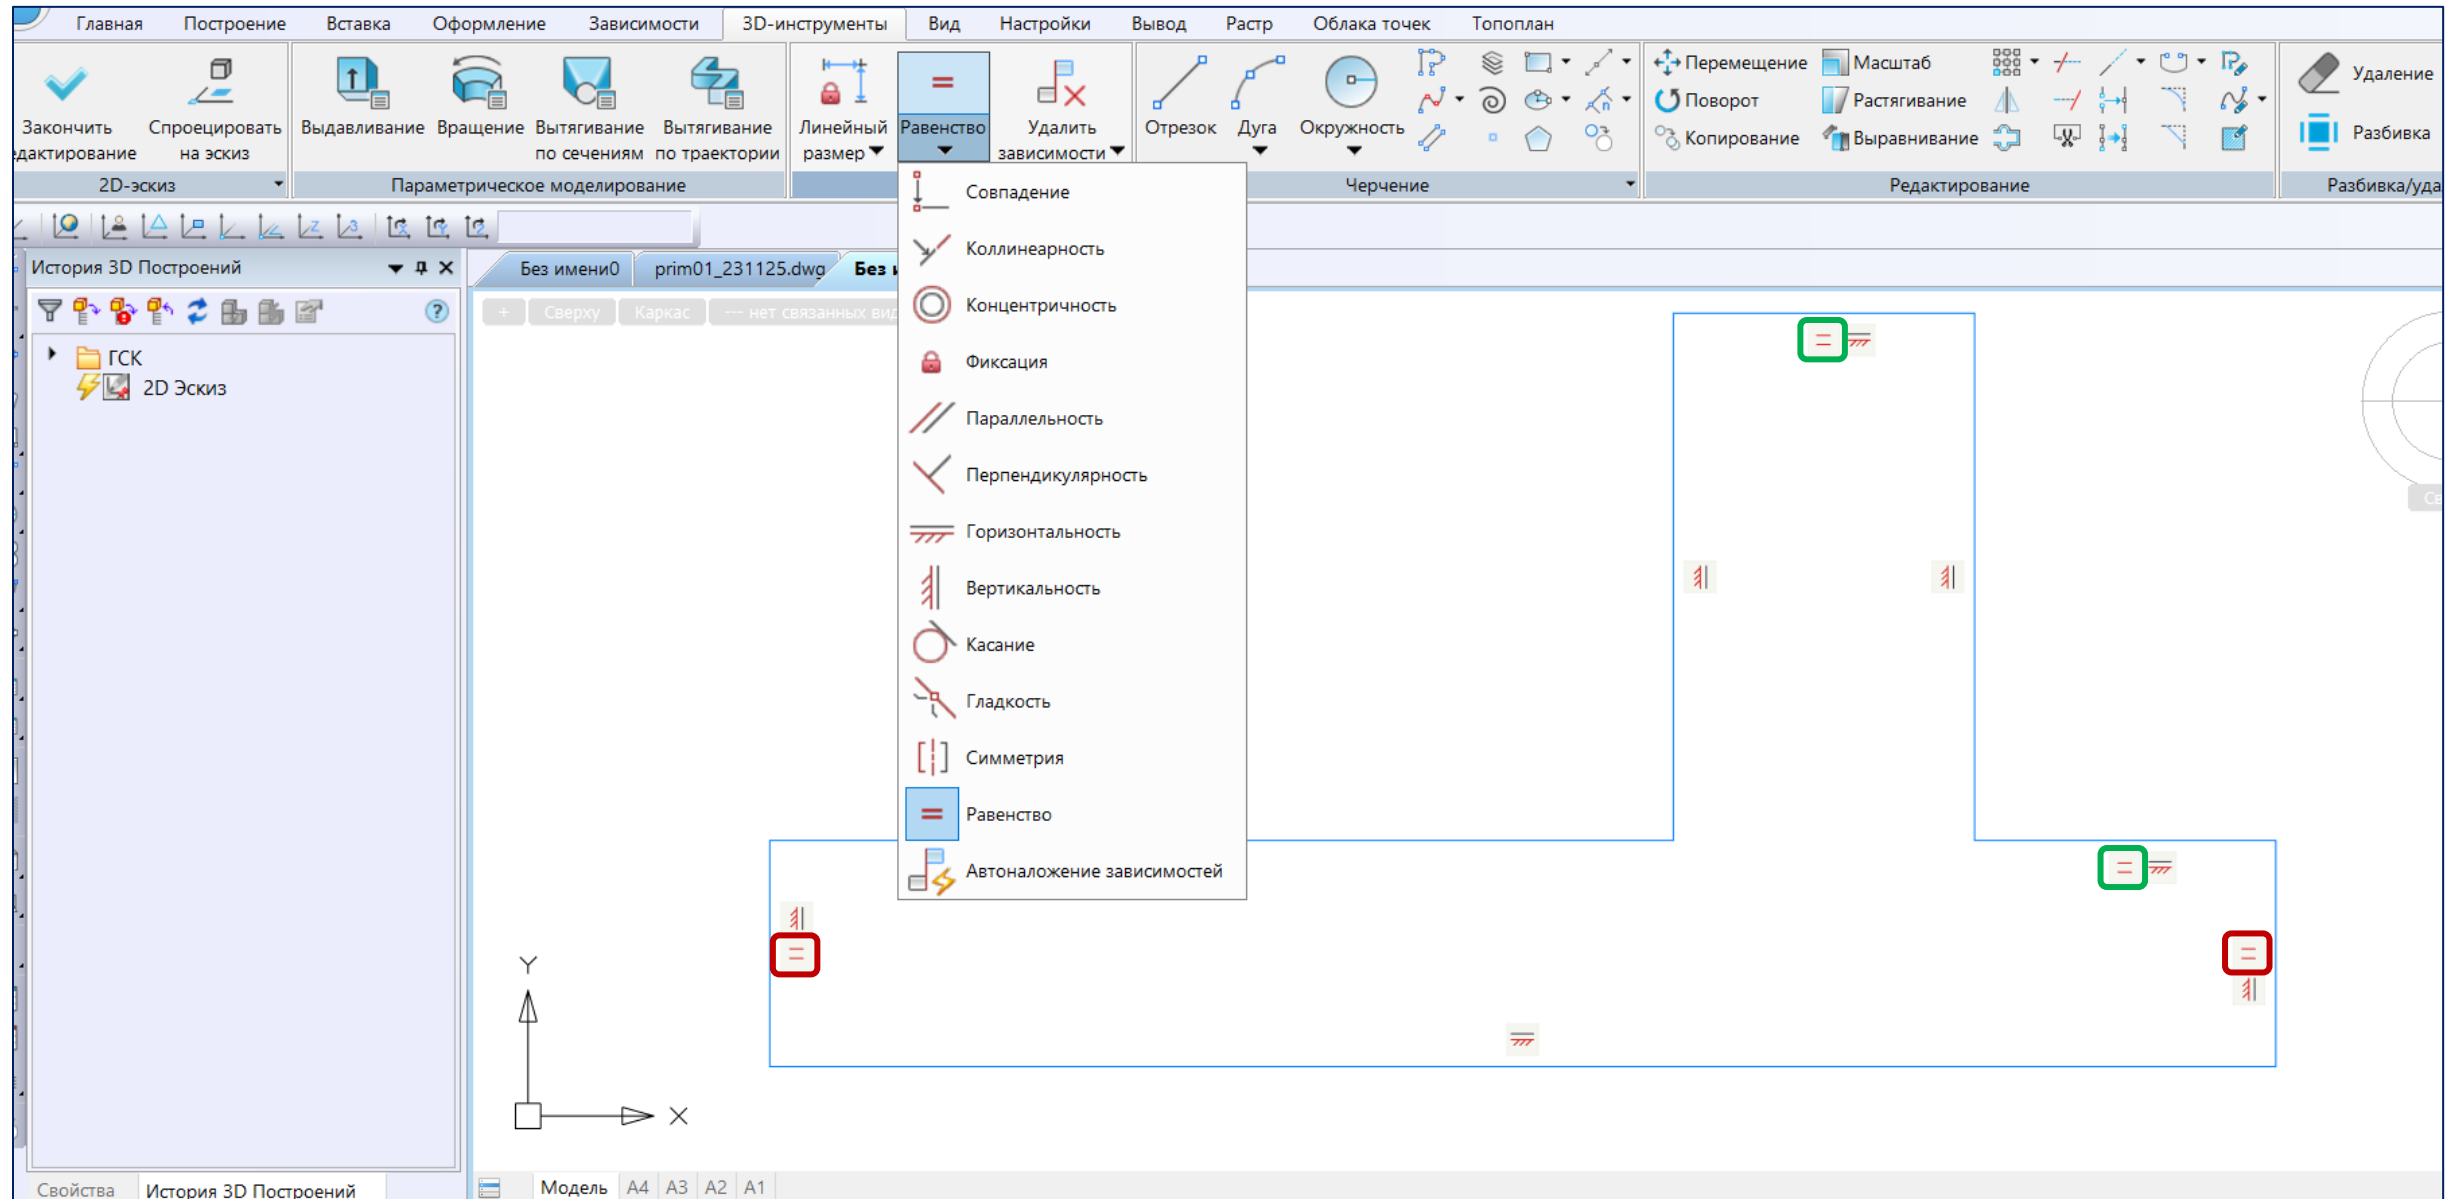 Главная Построение Вставка Оформление Зависимости 3D-инструменты Вид Настройки Вывод Растр Облака точек Топоплан
Закончить
дактирование
Спроецировать
на эскиз
Выдавливание
Вращение
Вытягивание
по сечениям
Вытягивание
по траектории
Линейный
размер
Равенство
Удалить
зависимости
Отрезок
Дуга
Окружность
Перемещение
Поворот
Копирование
Масштаб
Растягивание
Выравнивание
Удаление
Разбивка
2D-эскиз
Параметрическое моделирование
Черчение
Редактирование
Разбивка/уда
История 3D Построений
Без имени0
prim01_231125.dwg
Без
+
Сверху
Каркас
--- нет связанных вид
ГСК
2D Эскиз
Совпадение
Коллинеарность
Концентричность
Фиксация
Параллельность
Перпендикулярность
Горизонтальность
Вертикальность
Касание
Гладкость
Симметрия
Равенство
Автоналожение зависимостей
Y
X
Свойства
История 3D Построений
Модель A4 A3 A2 A1